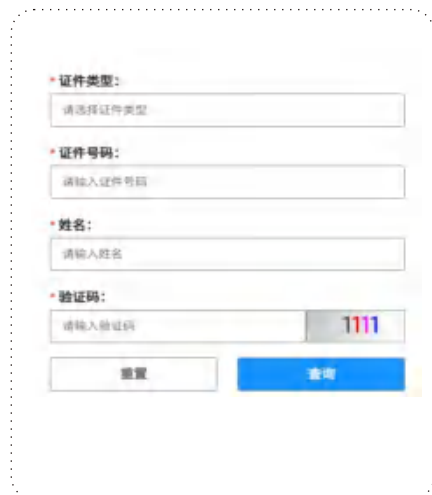 *证件类型：
请选择证件类型
*证件号码：
请输入证件号码
*姓名：
请输入姓名
*验证码：
请输入验证码 1111
重置 查询